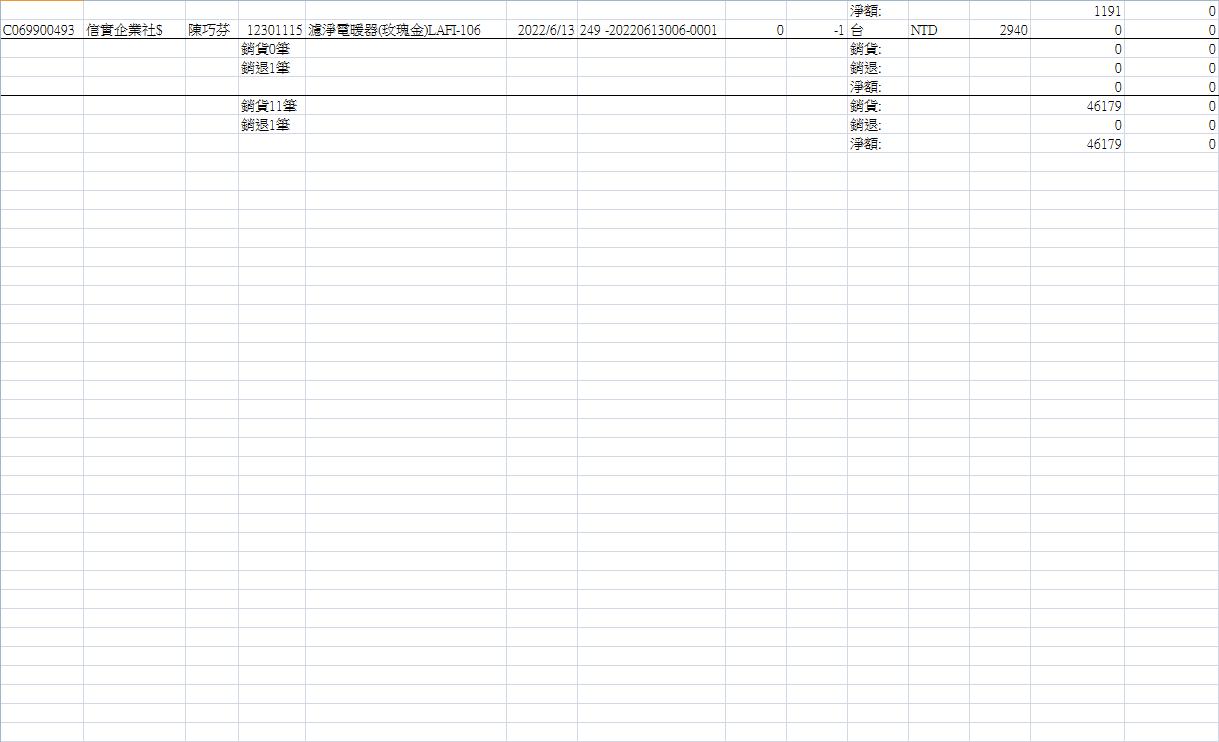 淨額: 1191 0
C069900493 信實企業社$ 陳巧芬 12301115 濾淨電暖器(玫瑰金)LAFI-106 2022/6/13 249 -20220613006-0001 0 -1 台 NTD 2940 0 0
銷貨0筆 銷貨: 0 0
銷退1筆 銷退: 0 0
淨額: 0 0
銷貨11筆 銷貨: 46179 0
銷退1筆 銷退: 0 0
淨額: 46179 0